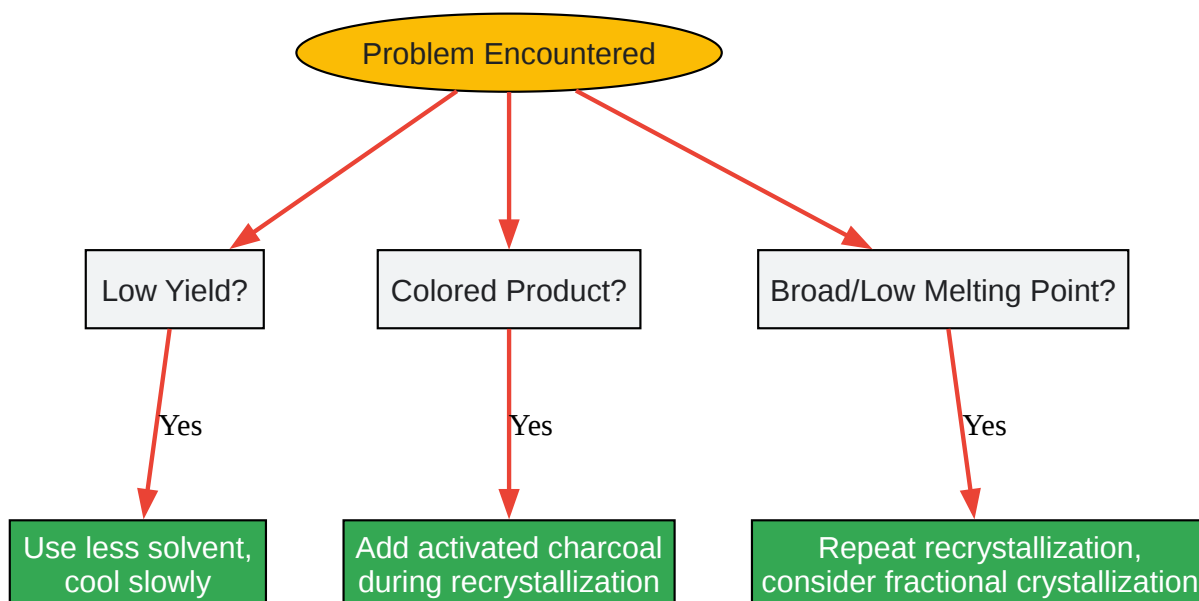 Problem Encountered
Low Yield?
Colored Product?
Broad/Low Melting Point?
Yes
Yes
Yes
Use less solvent,
cool slowly
Add activated charcoal
during recrystallization
Repeat recrystallization,
consider fractional crystallization